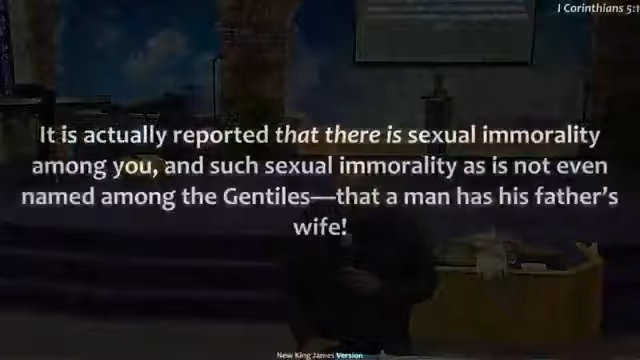 I Corinthians 5:1
It is actually reported that there is sexual immorality
among you, and such sexual immorality as is not even
named among the Gentiles—that a man has his father's
wife!
New King James Version